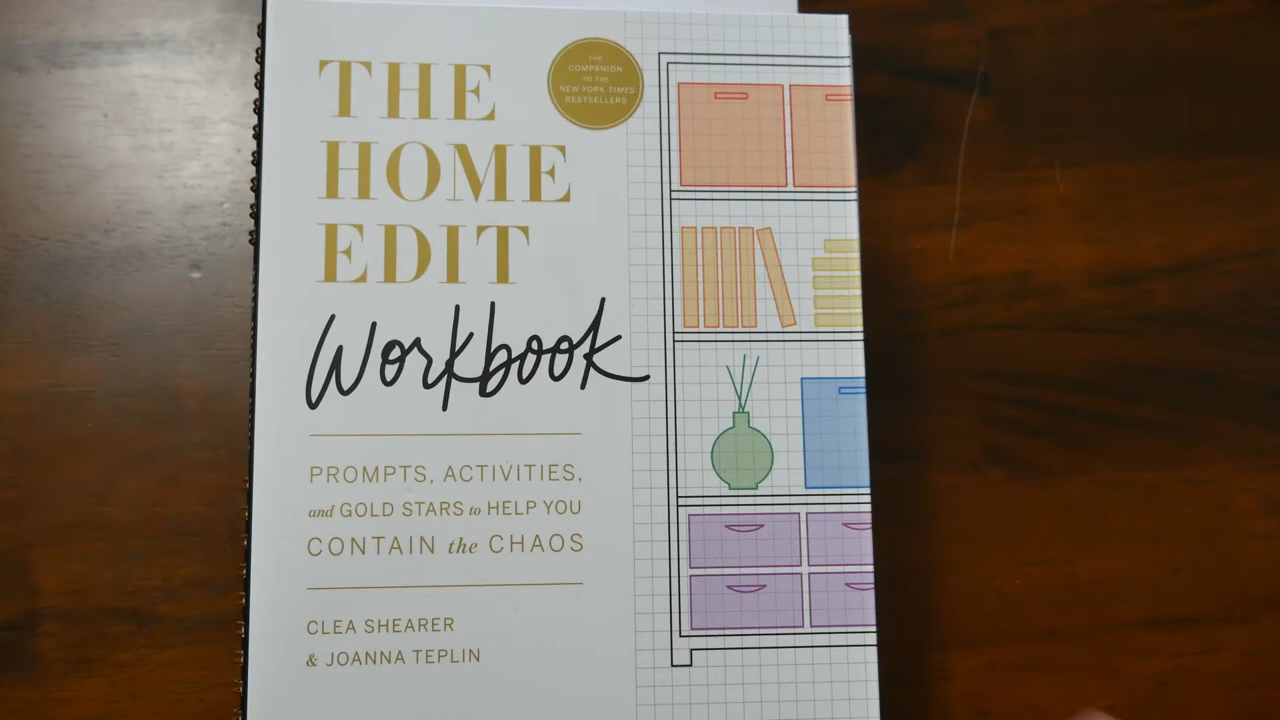 THE
HOME
EDIT
Workbook
THE
COMPANION
TO THE
NEW YORK TIMES
BESTSELLERS
PROMPTS, ACTIVITIES,
and GOLD STARS to HELP YOU
CONTAIN the CHAOS
CLEA SHEARER
& JOANNA TEPLIN